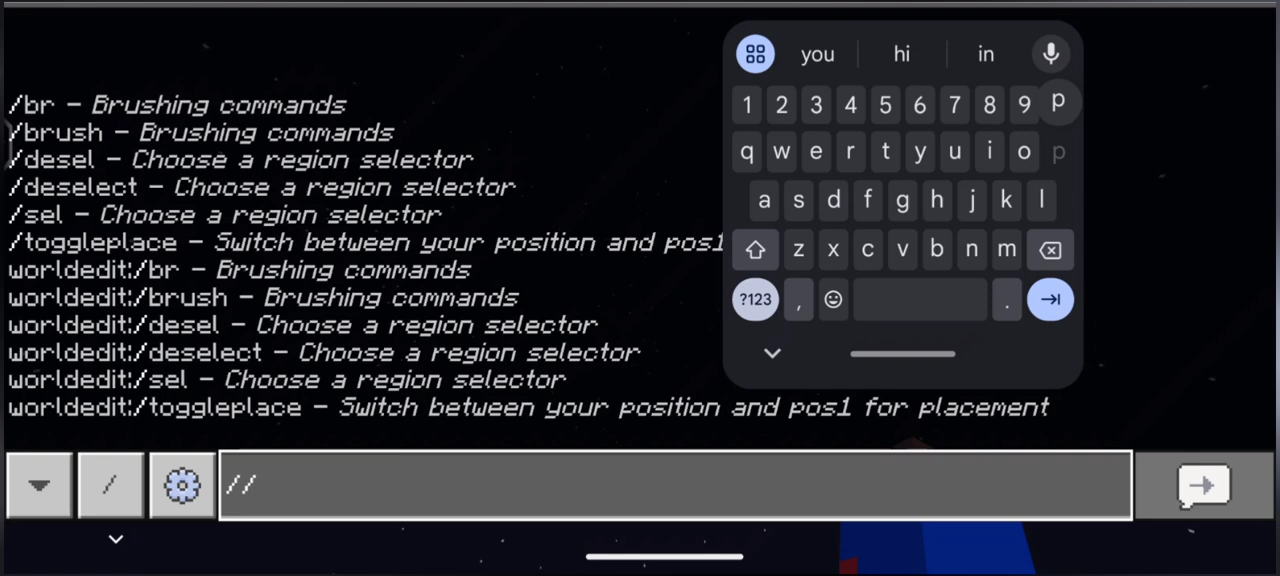 /br - Brushing commands
/brush - Brushing commands
/desel - Choose a region selector
/deselect - Choose a region selector
/sel - Choose a region selector
/toggleplace - Switch between your position and pos1
worldedit:/br - Brushing commands
worldedit:/brush - Brushing commands
worldedit:/desel - Choose a region selector
worldedit:/deselect - Choose a region selector
worldedit:/sel - Choose a region selector
worldedit:/toggleplace - Switch between your position and pos1 for placement
/
//
you hi in
1 2 3 4 5 6 7 8 9 p
q w e r t y u i o p
a s d f g h j k l
z x c v b n m
?123 , .